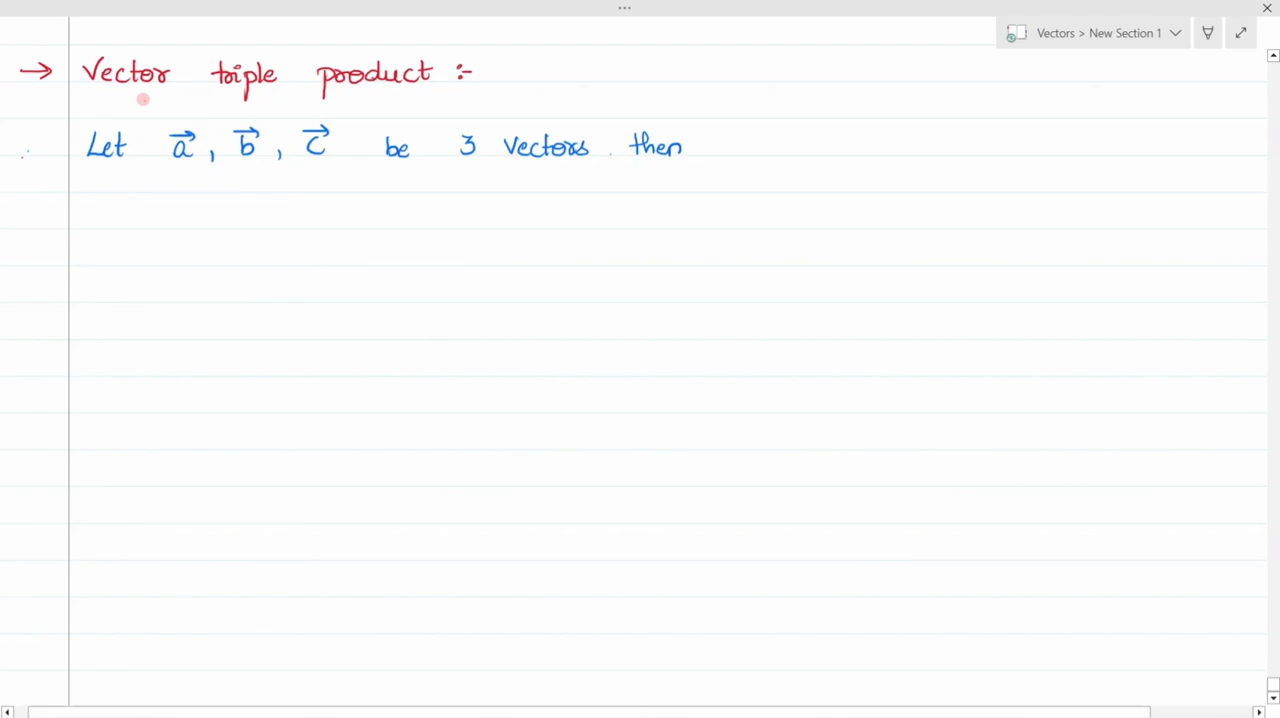 Vectors > New Section 1
→ Vector triple product :-
Let a⃗, b⃗, c⃗ be 3 vectors. then